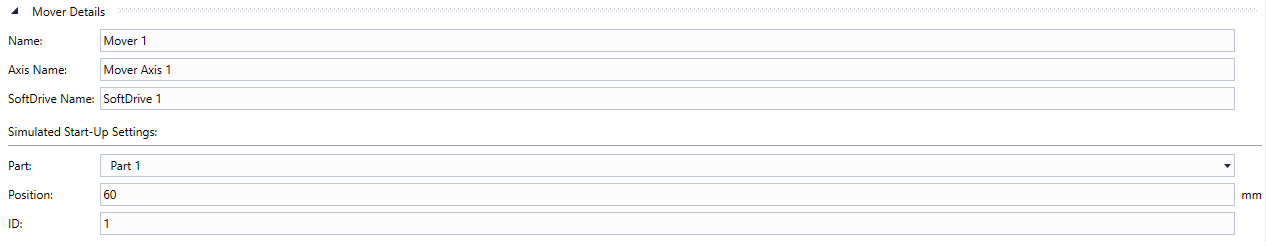 Mover Details
Name: Mover 1
Axis Name: Mover Axis 1
SoftDrive Name: SoftDrive 1
Simulated Start-Up Settings:
Part: Part 1
Position: 60 mm
ID: 1